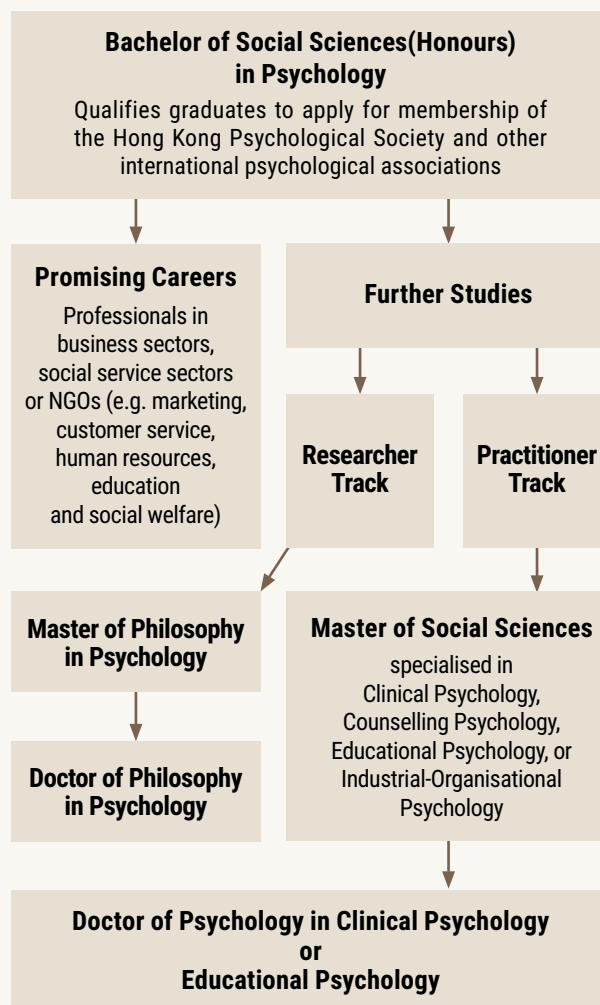 Bachelor of Social Sciences(Honours)
in Psychology
Qualifies graduates to apply for membership of
the Hong Kong Psychological Society and other
international psychological associations
Promising Careers
Professionals in
business sectors,
social service sectors
or NGOs (e.g. marketing,
customer service,
human resources,
education
and social welfare)
Further Studies
Researcher
Track
Practitioner
Track
Master of Philosophy
in Psychology
Doctor of Philosophy
in Psychology
Master of Social Sciences
specialised in
Clinical Psychology,
Counselling Psychology,
Educational Psychology, or
Industrial-Organisational
Psychology
Doctor of Psychology in Clinical Psychology
or
Educational Psychology